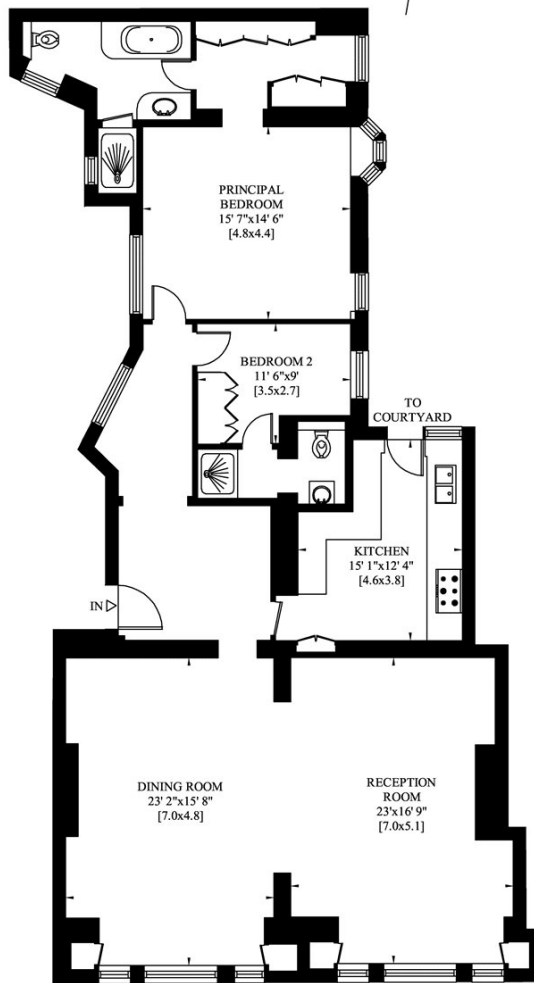 PRINCIPAL
BEDROOM
15' 7"x14' 6"
[4.8x4.4]
BEDROOM 2
11' 6"x9'
[3.5x2.7]
TO
COURTYARD
KITCHEN
15' 1"x12' 4"
[4.6x3.8]
IN
DINING ROOM
23' 2"x15' 8"
[7.0x4.8]
RECEPTION
ROOM
23'x16' 9"
[7.0x5.1]